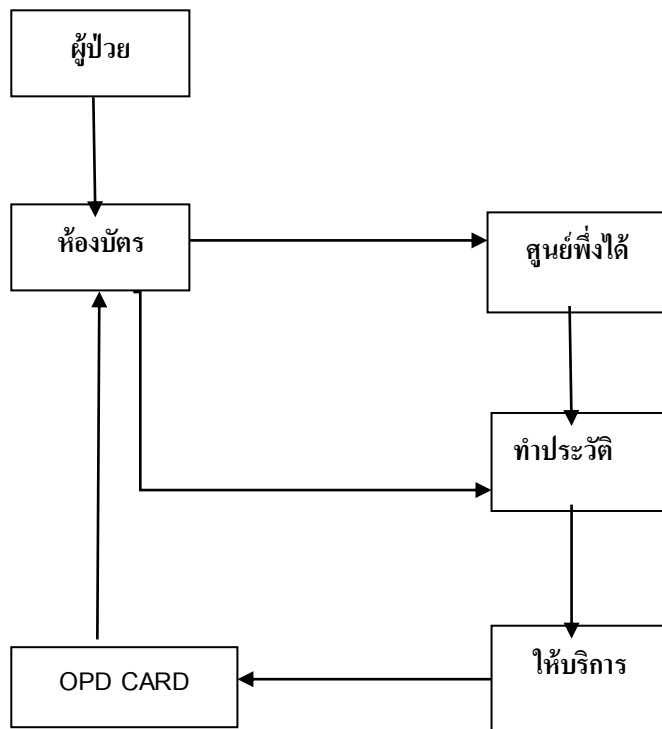 ผู้ป่วย
ห้องบัตร
ศูนย์พึ่งได้
ทำประวัติ
ให้บริการ
OPD CARD